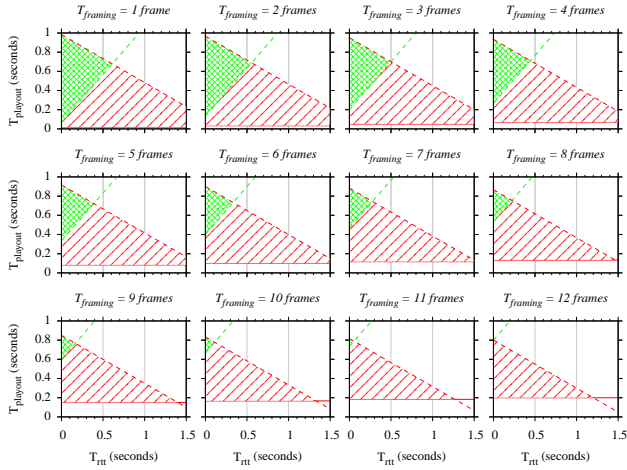 T_framing = 1 frame T_framing = 2 frames T_framing = 3 frames T_framing = 4 frames
1
0.8
0.6
0.4
0.2
0
T_playout (seconds)
T_framing = 5 frames T_framing = 6 frames T_framing = 7 frames T_framing = 8 frames
1
0.8
0.6
0.4
0.2
0
T_playout (seconds)
T_framing = 9 frames T_framing = 10 frames T_framing = 11 frames T_framing = 12 frames
1
0.8
0.6
0.4
0.2
0
T_playout (seconds)
0 0.5 1 1.5 0 0.5 1 1.5 0 0.5 1 1.5 0 0.5 1 1.5
T_rtt (seconds) T_rtt (seconds) T_rtt (seconds) T_rtt (seconds)